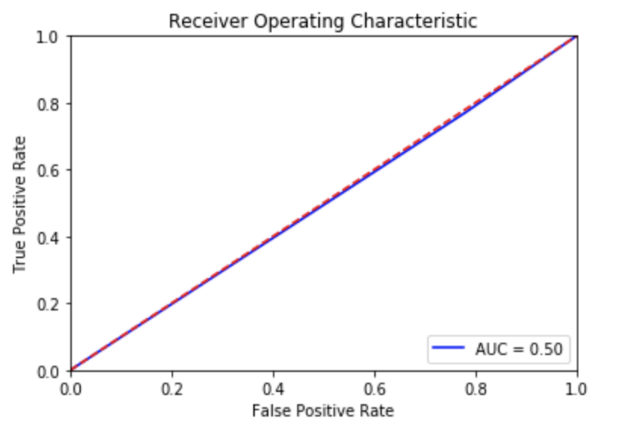 Receiver Operating Characteristic
1.0
0.8
0.6
0.4
0.2
0.0
True Positive Rate
AUC = 0.50
0.0 0.2 0.4 0.6 0.8 1.0
False Positive Rate